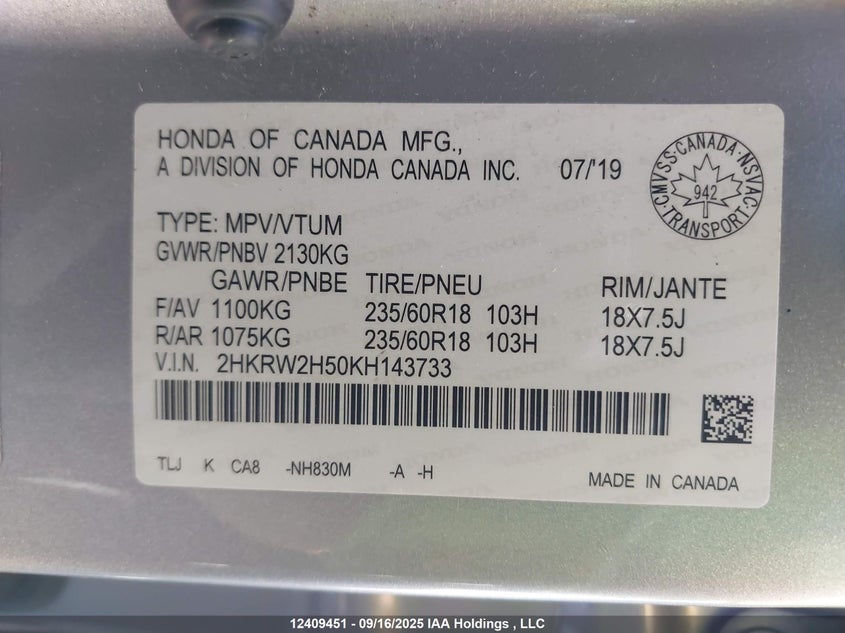 HONDA OF CANADA MFG.,
A DIVISION OF HONDA CANADA INC. 07/'19
CMVSS·CANADA·NSVAC·TRANSPORT
942
TYPE: MPV/VTUM
GVWR/PNBV 2130KG
GAWR/PNBE TIRE/PNEU RIM/JANTE
F/AV 1100KG 235/60R18 103H 18X7.5J
R/AR 1075KG 235/60R18 103H 18X7.5J
V.I.N. 2HKRW2H50KH143733
TLJ K CA8 -NH830M -A -H
MADE IN CANADA
12409451 - 09/16/2025 IAA Holdings , LLC